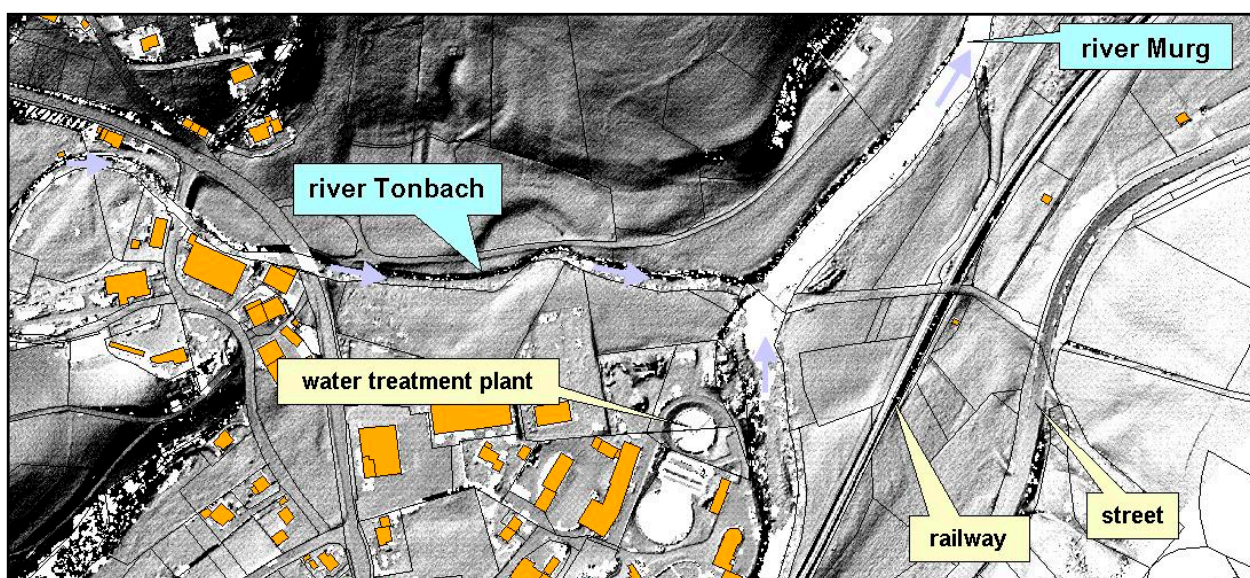 river Murg
river Tonbach
water treatment plant
railway
street